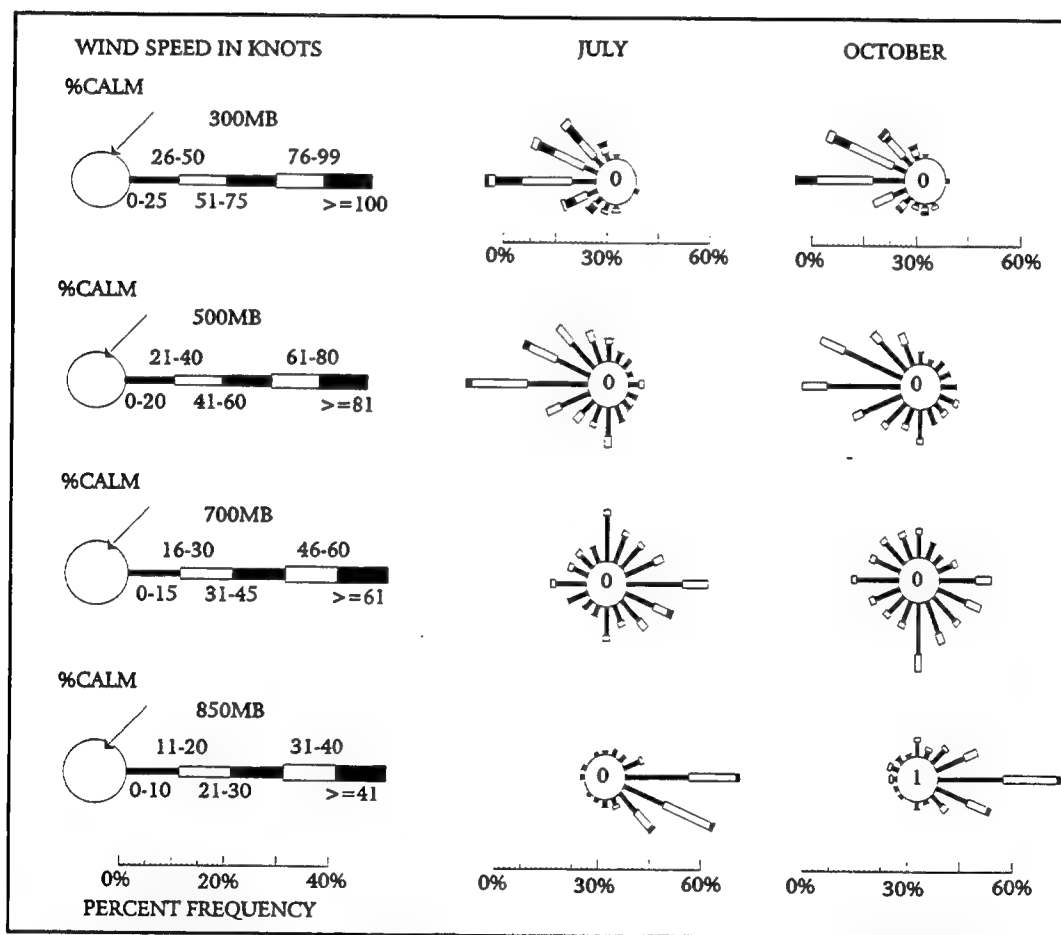 WIND SPEED IN KNOTS JULY OCTOBER
%CALM
300MB
26-50 76-99
0 0
0-25 51-75 >=100
0% 30% 60% 0% 30% 60%
%CALM
500MB
21-40 61-80
0 0
0-20 41-60 >=81
%CALM
700MB
16-30 46-60
0 0
0-15 31-45 >=61
%CALM
850MB
11-20 31-40
0 1
0-10 21-30 >=41
0% 20% 40% 0% 30% 60% 0% 30% 60%
PERCENT FREQUENCY